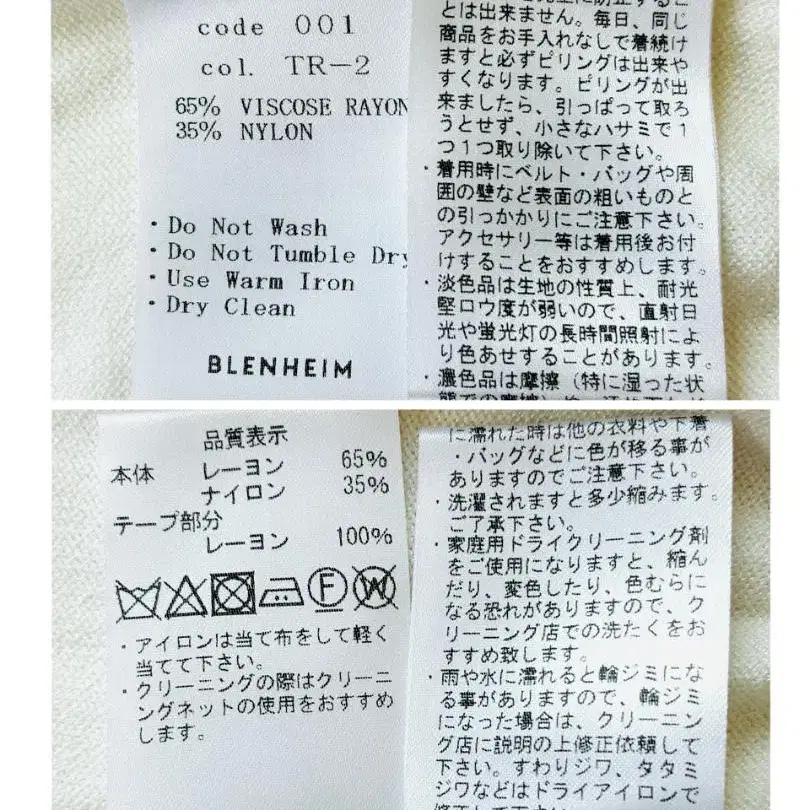 code 001
col. TR-2
65% VISCOSE RAYON
35% NYLON
・Do Not Wash
・Do Not Tumble Dry
・Use Warm Iron
・Dry Clean
BLENHEIM
とは出来ません。毎日、同じ
商品をお手入れなしで着続け
ますと必ずピリングは出来や
すくなります。ピリングが出
来ましたら、引っぱって取ろ
うとせず、小さなハサミで1
つ1つ取り除いて下さい。
・着用時にベルト・バッグや周
囲の壁など表面の粗いものと
の引っかかりにご注意下さい。
アクセサリー等は着用後お付
けすることをおすすめします。
・淡色品は生地の性質上、耐光
堅ロウ度が弱いので、直射日
光や蛍光灯の長時間照射によ
り色あせすることがあります。
・濃色品は摩擦（特に湿った状
品質表示
本体 レーヨン 65%
ナイロン 35%
テープ部分
レーヨン 100%
F W
・アイロンは当て布をして軽く
当てて下さい。
・クリーニングの際はクリーニ
ングネットの使用をおすすめ
します。
に濡れた時は他の衣料や下着
・バッグなどに色が移る事が
ありますのでご注意下さい。
・洗濯されますと多少縮みます。
ご了承下さい。
・家庭用ドライクリーニング剤
をご使用になりますと、縮ん
だり、変色したり、色むらに
なる恐れがありますので、ク
リーニング店での洗たくをお
すすめ致します。
・雨や水に濡れると輪ジミにな
る事がありますので、輪ジミ
になった場合は、クリーニン
グ店に説明の上修正依頼して
下さい。すわりジワ、タタミ
ジワなどはドライアイロンで